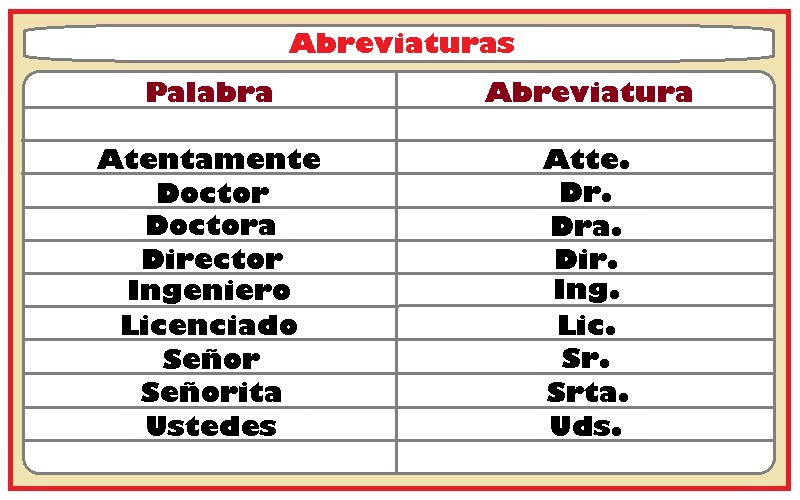 Abreviaturas
Palabra Abreviatura
Atentamente Atte.
Doctor Dr.
Doctora Dra.
Director Dir.
Ingeniero Ing.
Licenciado Lic.
Señor Sr.
Señorita Srta.
Ustedes Uds.